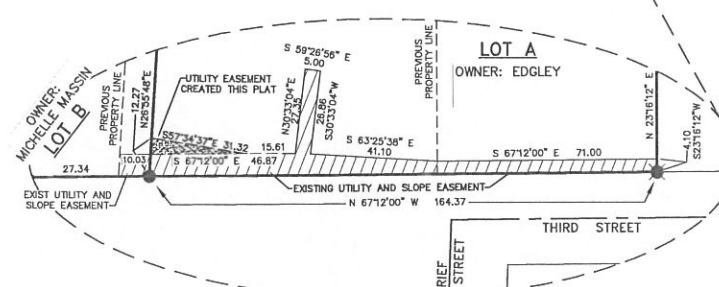 S 59°26'56" E
5.00
LOT A
OWNER: EDGLEY
PREVIOUS
PROPERTY LINE
OWNER:
MICHELLE MASSIN
LOT B
PREVIOUS
PROPERTY LINE
12.27
N26°55'48"E
UTILITY EASEMENT
CREATED THIS PLAT
N30°33'04"E
27.35
26.86
S30°33'04"W
N 23°16'12" E
4.10
S23°16'12"W
S57°34'37"E 31.32
15.61
S 63°25'38" E
41.10
10.03
S 67°12'00" E 46.87
S 67°12'00" E 71.00
27.34
EXIST UTILITY AND
SLOPE EASEMENT
EXISTING UTILITY AND SLOPE EASEMENT
N 67°12'00" W 164.37
THIRD STREET
RIEF
STREET